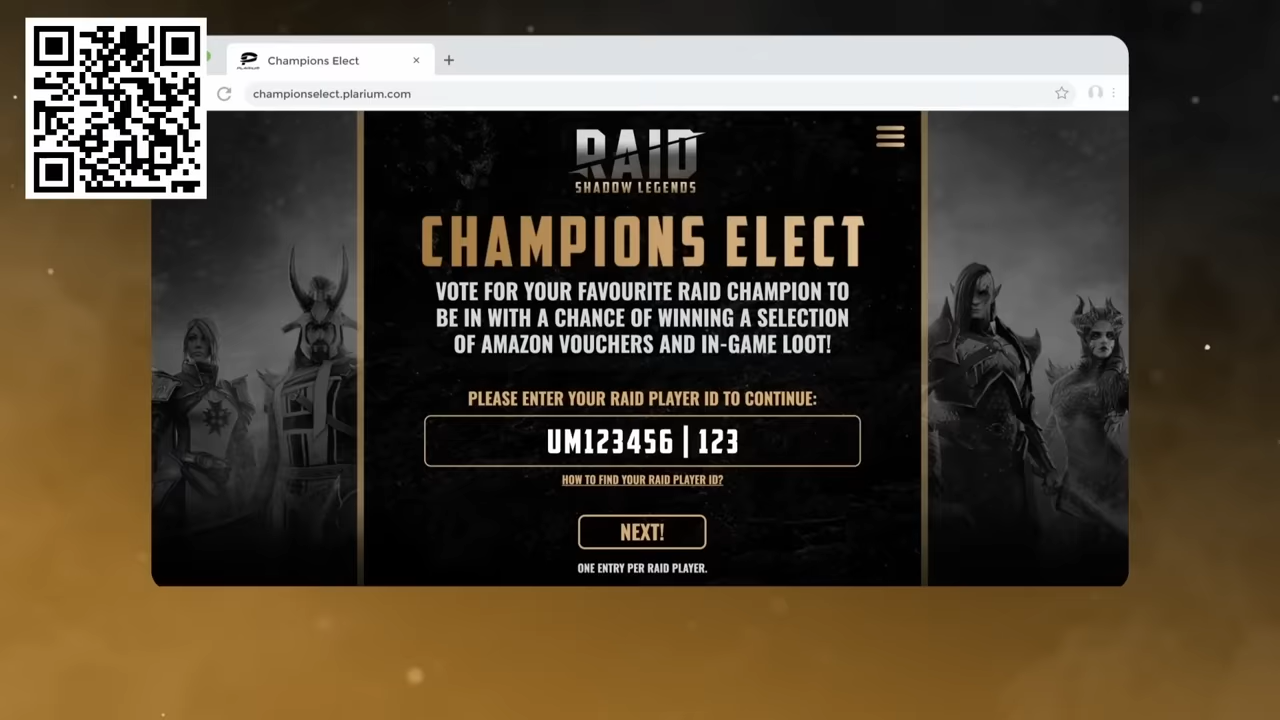 PLARIUM
Champions Elect
championselect.plarium.com
RAID
SHADOW LEGENDS
CHAMPIONS ELECT
VOTE FOR YOUR FAVOURITE RAID CHAMPION TO
BE IN WITH A CHANCE OF WINNING A SELECTION
OF AMAZON VOUCHERS AND IN-GAME LOOT!
PLEASE ENTER YOUR RAID PLAYER ID TO CONTINUE:
UM123456 | 123
HOW TO FIND YOUR RAID PLAYER ID?
NEXT!
ONE ENTRY PER RAID PLAYER.